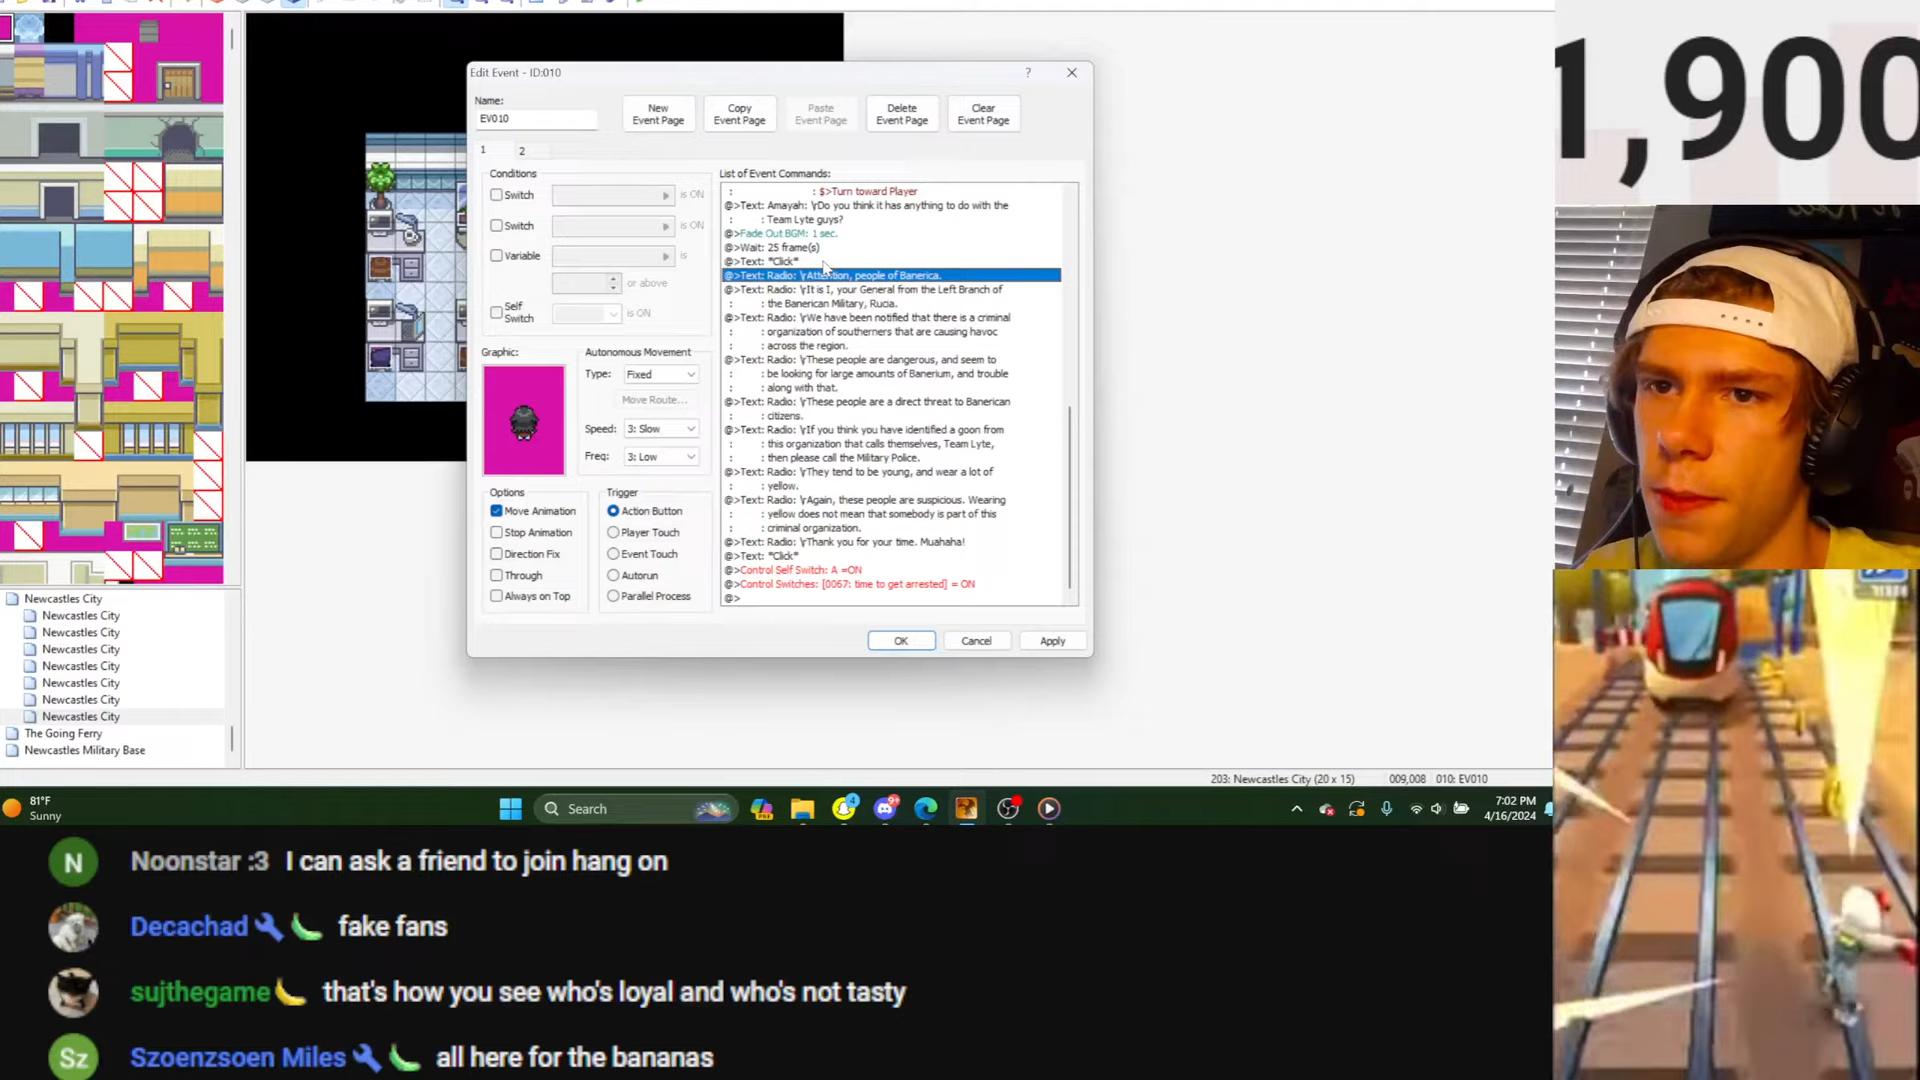 Edit Event - ID:010
?
Name:
EV010
New
Event Page
Copy
Event Page
Paste
Event Page
Delete
Event Page
Clear
Event Page
1
2
Conditions
Switch
is ON
Switch
is ON
Variable
is
or above
Self
Switch
is ON
Graphic:
Autonomous Movement
Type:
Fixed
Move Route...
Speed:
3: Slow
Freq:
3: Low
Options
Move Animation
Stop Animation
Direction Fix
Through
Always on Top
Trigger
Action Button
Player Touch
Event Touch
Autorun
Parallel Process
List of Event Commands:
: : $>Turn toward Player
@>Text: Amayah: \rDo you think it has anything to do with the
: : Team Lyte guys?
@>Fade Out BGM: 1 sec.
@>Wait: 25 frame(s)
@>Text: *Click*
@>Text: Radio: \rAttention, people of Banerica.
@>Text: Radio: \rIt is I, your General from the Left Branch of
: : the Banerican Military, Rucia.
@>Text: Radio: \rWe have been notified that there is a criminal
: : organization of southerners that are causing havoc
: : across the region.
@>Text: Radio: \rThese people are dangerous, and seem to
: : be looking for large amounts of Banerium, and trouble
: : along with that.
@>Text: Radio: \rThese people are a direct threat to Banerican
: : citizens.
@>Text: Radio: \rIf you think you have identified a goon from
: : this organization that calls themselves, Team Lyte,
: : then please call the Military Police.
@>Text: Radio: \rThey tend to be young, and wear a lot of
: : yellow.
@>Text: Radio: \rAgain, these people are suspicious. Wearing
: : yellow does not mean that somebody is part of this
: : criminal organization.
@>Text: Radio: \rThank you for your time. Muahaha!
@>Text: *Click*
@>Control Self Switch: A =ON
@>Control Switches: [0067: time to get arrested] = ON
@>
OK
Cancel
Apply
Newcastles City
Newcastles City
Newcastles City
Newcastles City
Newcastles City
Newcastles City
Newcastles City
Newcastles City
The Going Ferry
Newcastles Military Base
203: Newcastles City (20 x 15)
009,008
010: EV010
1,900
81°F
Sunny
Search
7:02 PM
4/16/2024
N
Noonstar :3 I can ask a friend to join hang on
Decachad fake fans
sujthegame that's how you see who's loyal and who's not tasty
Sz
Szoenzsoen Miles all here for the bananas